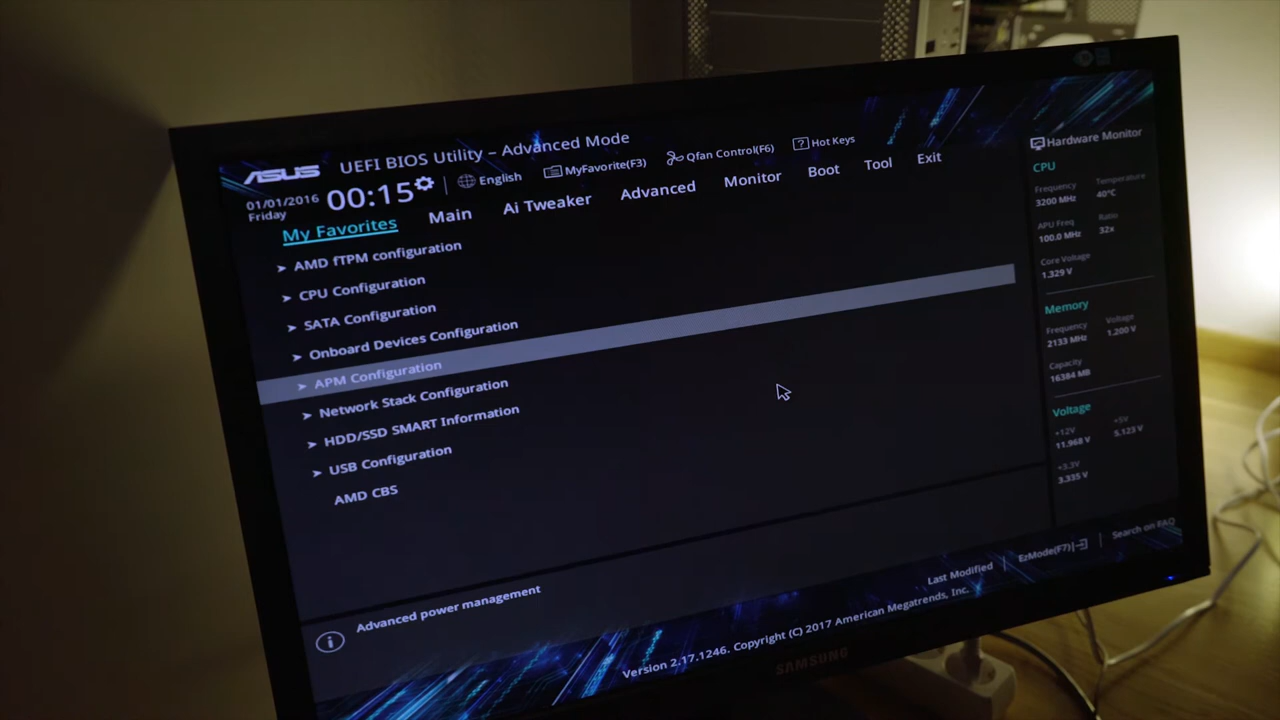 ASUS UEFI BIOS Utility – Advanced Mode
01/01/2016
Friday
00:15
English
MyFavorite(F3)
Qfan Control(F6)
? Hot Keys
My Favorites Main Ai Tweaker Advanced Monitor Boot Tool Exit
AMD fTPM configuration
CPU Configuration
SATA Configuration
Onboard Devices Configuration
APM Configuration
Network Stack Configuration
HDD/SSD SMART Information
USB Configuration
AMD CBS
Advanced power management
Hardware Monitor
CPU
Frequency Temperature
3200 MHz 40°C
APU Freq Ratio
100.0 MHz 32x
Core Voltage
1.329 V
Memory
Frequency Voltage
2133 MHz 1.200 V
Capacity
16384 MB
Voltage
+12V +5V
11.968 V 5.123 V
+3.3V
3.335 V
Last Modified EzMode(F7) Search on FAQ
Version 2.17.1246. Copyright (C) 2017 American Megatrends, Inc.
SAMSUNG